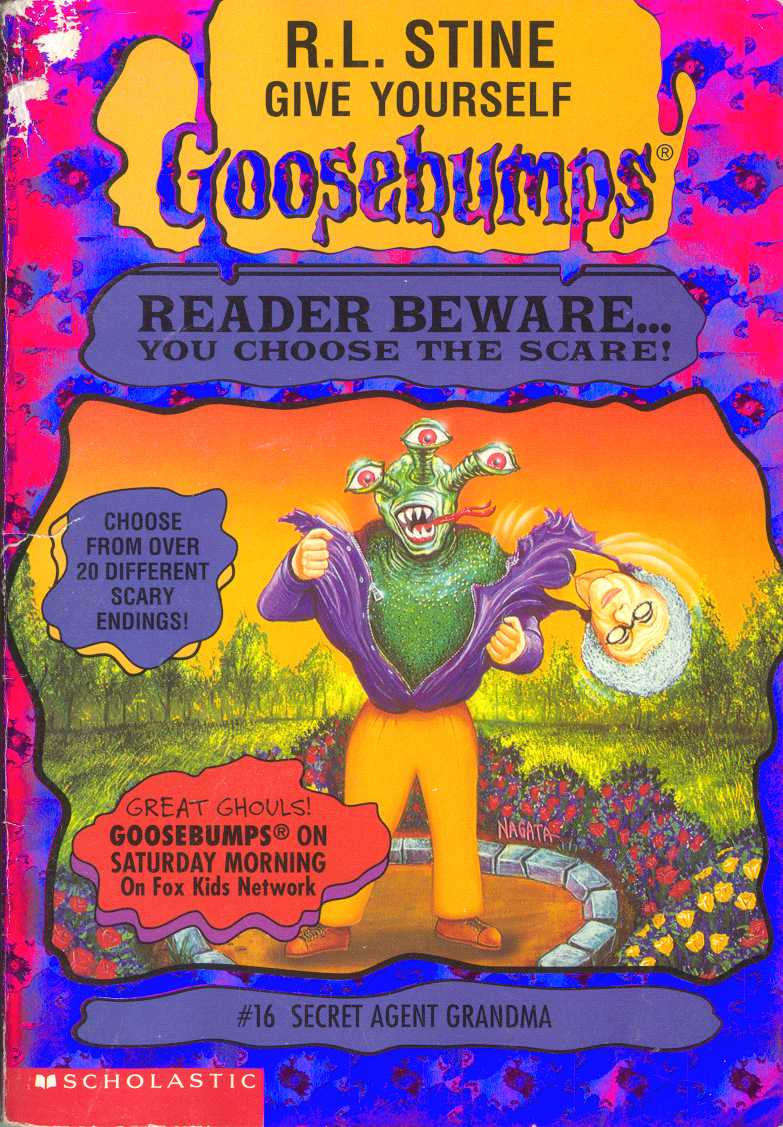 R.L. STINE
GIVE YOURSELF
Goosebumps®
READER BEWARE...
YOU CHOOSE THE SCARE!
CHOOSE
FROM OVER
20 DIFFERENT
SCARY
ENDINGS!
GREAT GHOULS!
GOOSEBUMPS® ON
SATURDAY MORNING
On Fox Kids Network
NAGATA
#16 SECRET AGENT GRANDMA
SCHOLASTIC